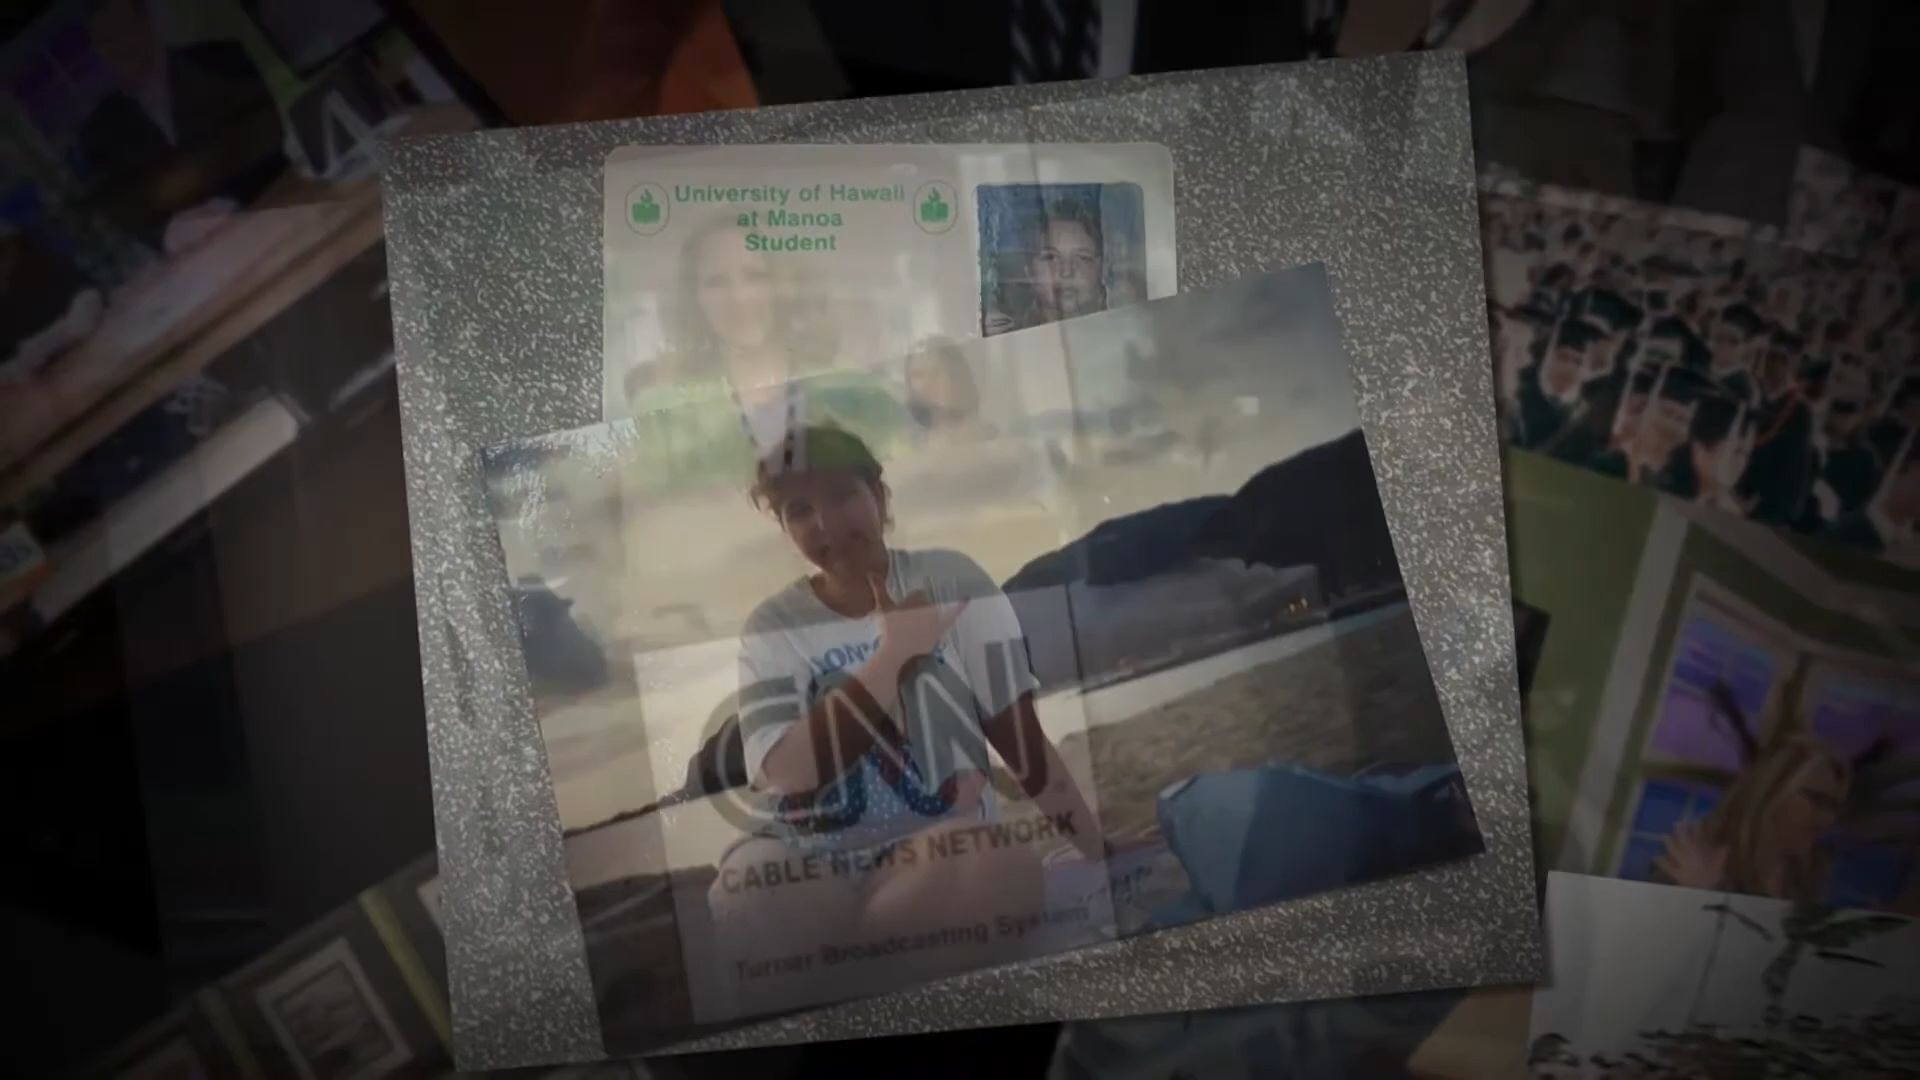 University of Hawaii
at Manoa
Student
CNN
CABLE NEWS NETWORK
Turner Broadcasting System